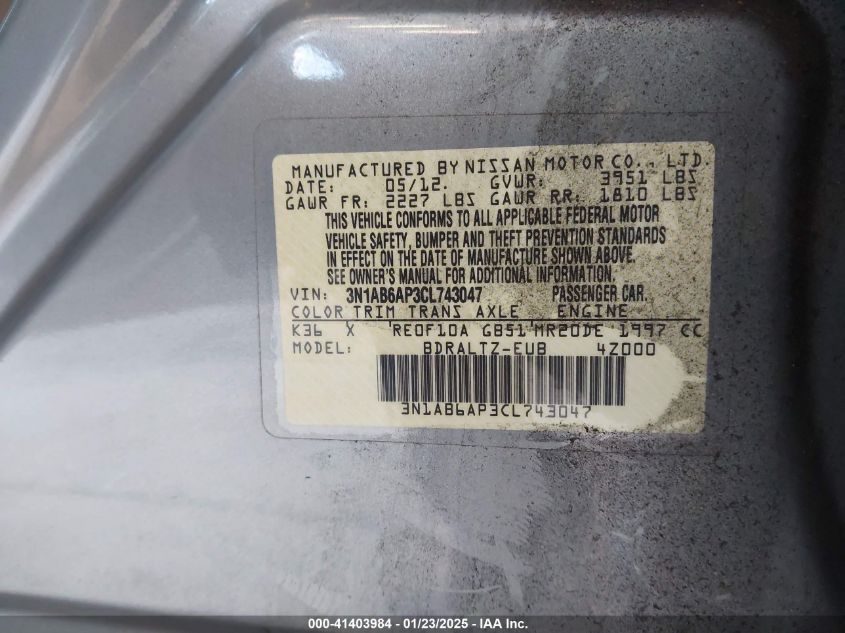 MANUFACTURED BY NISSAN MOTOR CO., LTD.
DATE: 05/12. GVWR: 3951 LBS
GAWR FR: 2227 LBS GAWR RR: 1810 LBS
THIS VEHICLE CONFORMS TO ALL APPLICABLE FEDERAL MOTOR
VEHICLE SAFETY, BUMPER AND THEFT PREVENTION STANDARDS
IN EFFECT ON THE DATE OF MANUFACTURE SHOWN ABOVE.
SEE OWNER'S MANUAL FOR ADDITIONAL INFORMATION.
VIN: 3N1AB6AP3CL743047 PASSENGER CAR.
COLOR TRIM TRANS AXLE ENGINE
K36 X RE0F10A GB51 MR20DE 1997 CC
MODEL: BDRALTZ-EUB 4Z000
3N1AB6AP3CL743047
000-41403984 - 01/23/2025 - IAA Inc.